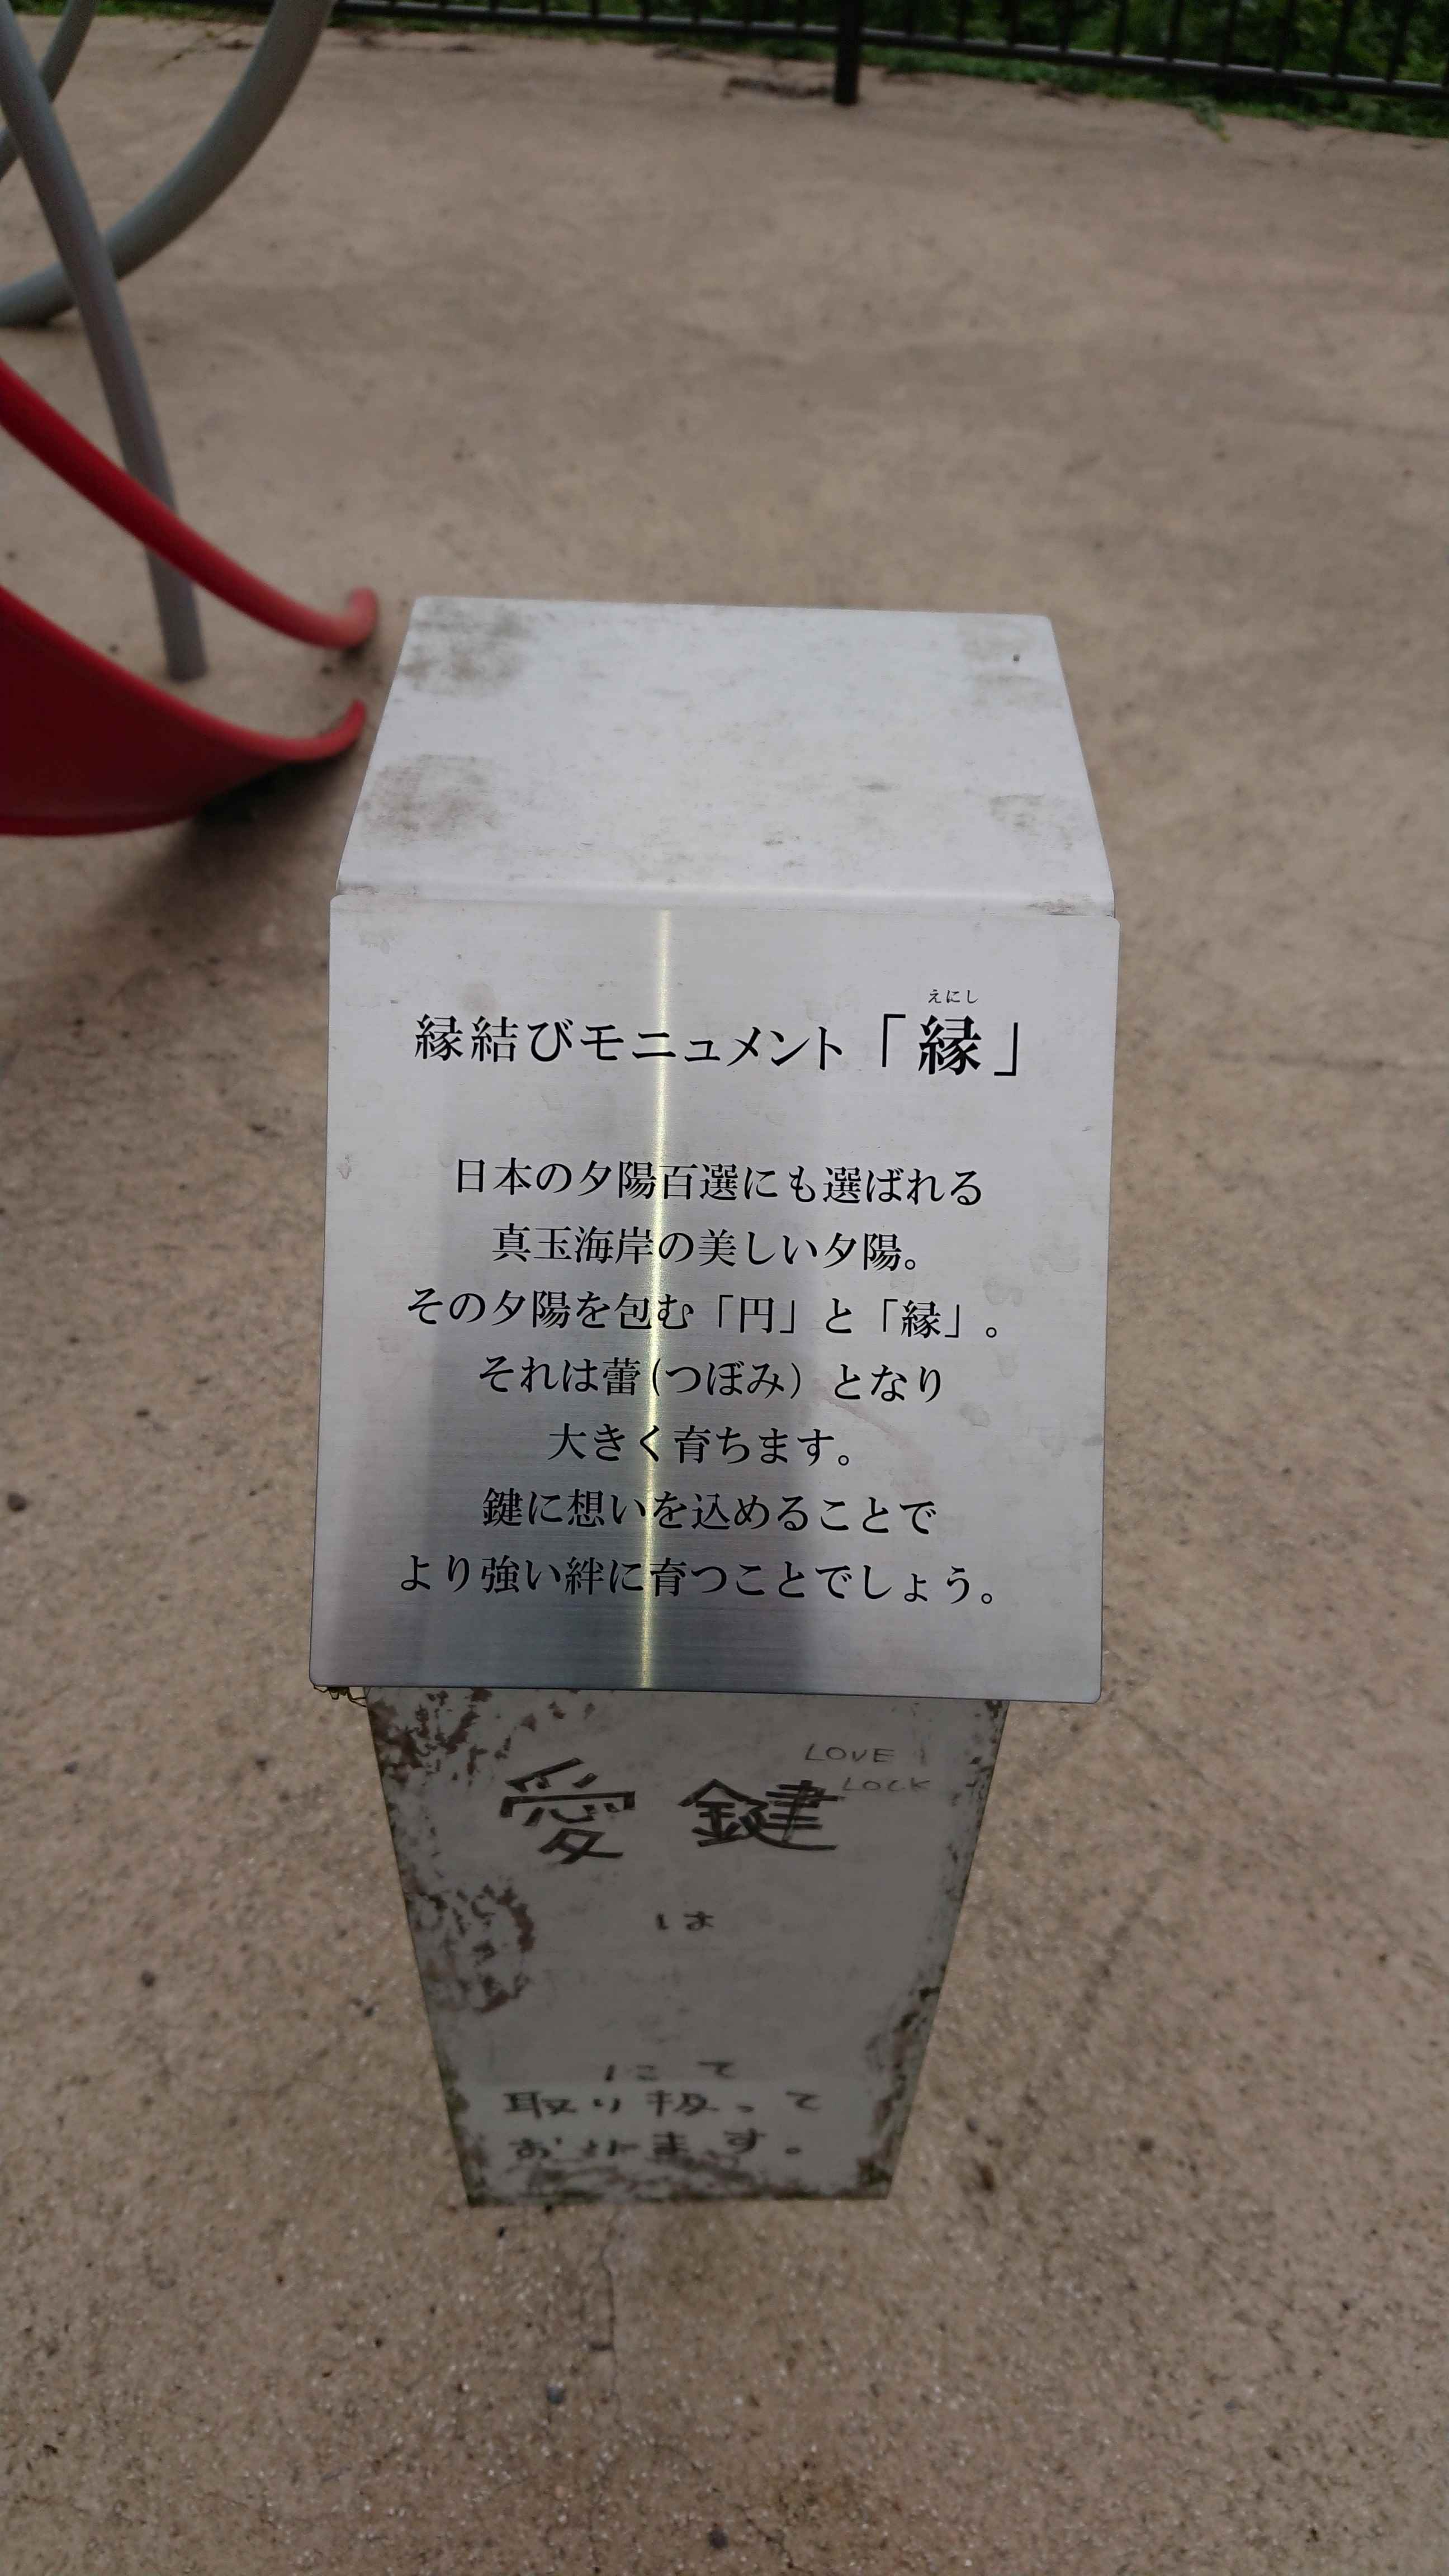 えにし
縁結びモニュメント「縁」
日本の夕陽百選にも選ばれる
真玉海岸の美しい夕陽。
その夕陽を包む「円」と「縁」。
それは蕾(つぼみ)となり
大きく育ちます。
鍵に想いを込めることで
より強い絆に育つことでしょう。
LOVE
LOCK
愛鍵
は
にて
取り扱って
おります。